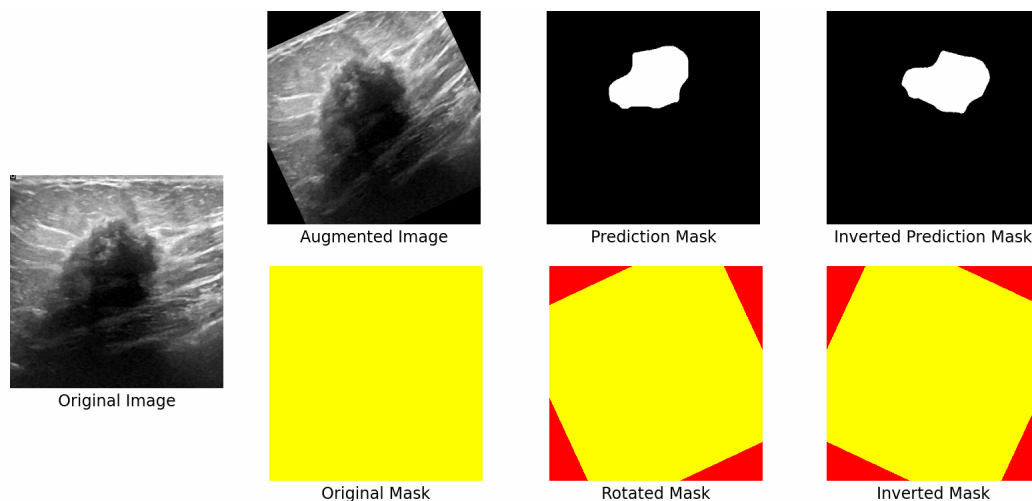 Augmented Image
Prediction Mask
Inverted Prediction Mask
Original Image
Original Mask
Rotated Mask
Inverted Mask